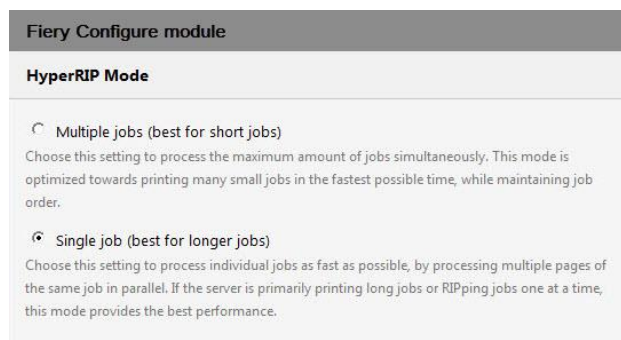 Fiery Configure module
HyperRIP Mode
Multiple jobs (best for short jobs)
Choose this setting to process the maximum amount of jobs simultaneously. This mode is
optimized towards printing many small jobs in the fastest possible time, while maintaining job
order.
Single job (best for longer jobs)
Choose this setting to process individual jobs as fast as possible, by processing multiple pages of
the same job in parallel. If the server is primarily printing long jobs or RIPping jobs one at a time,
this mode provides the best performance.